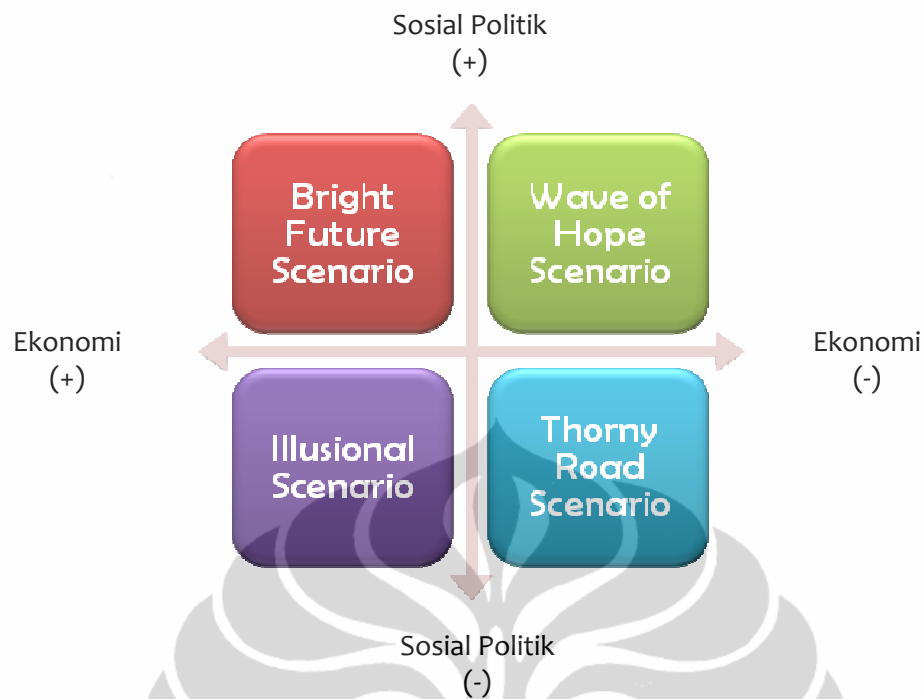 Sosial Politik
(+)
Bright
Future
Scenario
Wave of
Hope
Scenario
Ekonomi
(+)
Ekonomi
(-)
Illusional
Scenario
Thorny
Road
Scenario
Sosial Politik
(-)